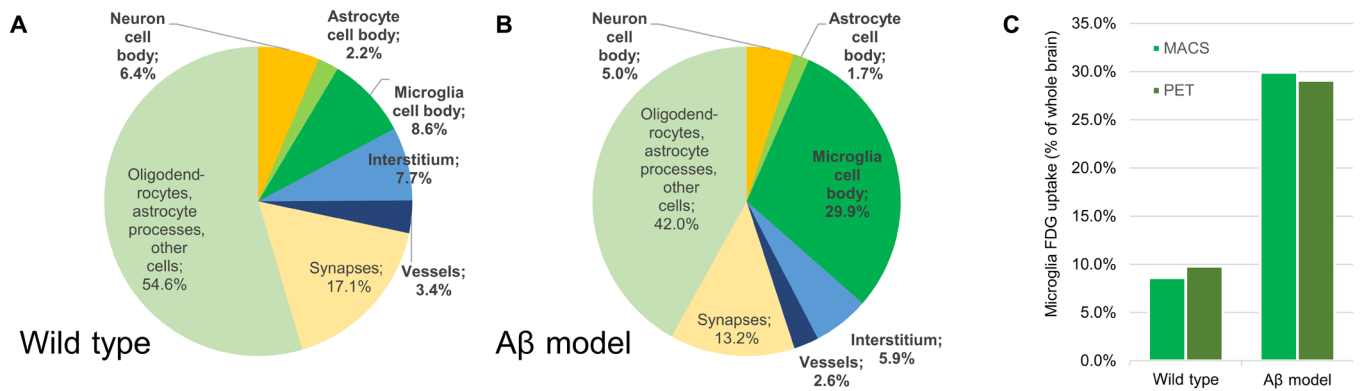 A
Neuron
cell
body;
6.4%
Astrocyte
cell body;
2.2%
Microglia
cell body;
8.6%
Interstitium;
7.7%
Vessels;
3.4%
Synapses;
17.1%
Oligodend-
rocytes,
astrocyte
processes,
other
cells;
54.6%
Wild type
B
Neuron
cell
body;
5.0%
Astrocyte
cell body;
1.7%
Microglia
cell
body;
29.9%
Interstitium;
5.9%
Vessels;
2.6%
Synapses;
13.2%
Oligodend-
rocytes,
astrocyte
processes, other
cells;
42.0%
Aβ model
C
Microglia FDG uptake (% of whole brain)
35.0%
30.0%
25.0%
20.0%
15.0%
10.0%
5.0%
0.0%
MACS
PET
Wild type
Aβ model